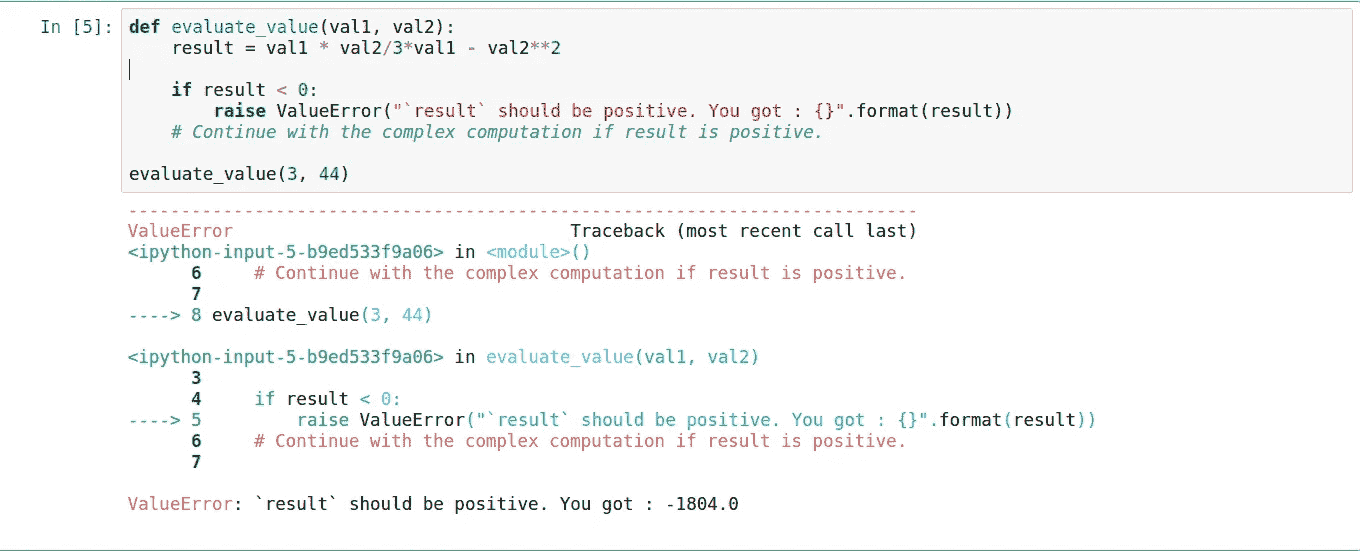 In [5]: def evaluate_value(val1, val2):
    result = val1 * val2/3*val1 - val2**2
    if result < 0:
        raise ValueError("`result` should be positive. You got : {}".format(result))
    # Continue with the complex computation if result is positive.
evaluate_value(3, 44)
---------------------------------------------------------------------------
ValueError                                Traceback (most recent call last)
<ipython-input-5-b9ed533f9a06> in <module>()
      6     # Continue with the complex computation if result is positive.
      7
----> 8 evaluate_value(3, 44)
<ipython-input-5-b9ed533f9a06> in evaluate_value(val1, val2)
      3
      4     if result < 0:
----> 5         raise ValueError("`result` should be positive. You got : {}".format(result))
      6     # Continue with the complex computation if result is positive.
      7
ValueError: `result` should be positive. You got : -1804.0